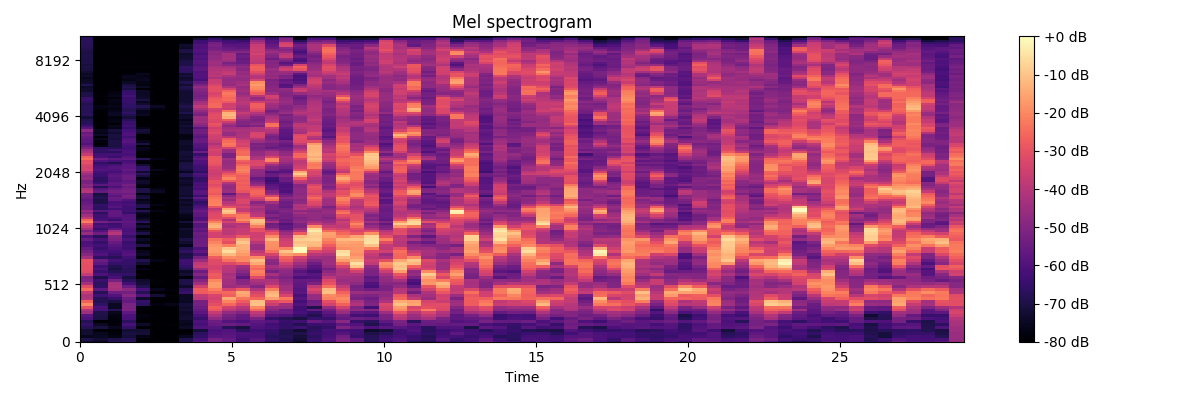 Mel spectrogram
Hz
8192
4096
2048
1024
512
0
0 5 10 15 20 25
Time
+0 dB
-10 dB
-20 dB
-30 dB
-40 dB
-50 dB
-60 dB
-70 dB
-80 dB